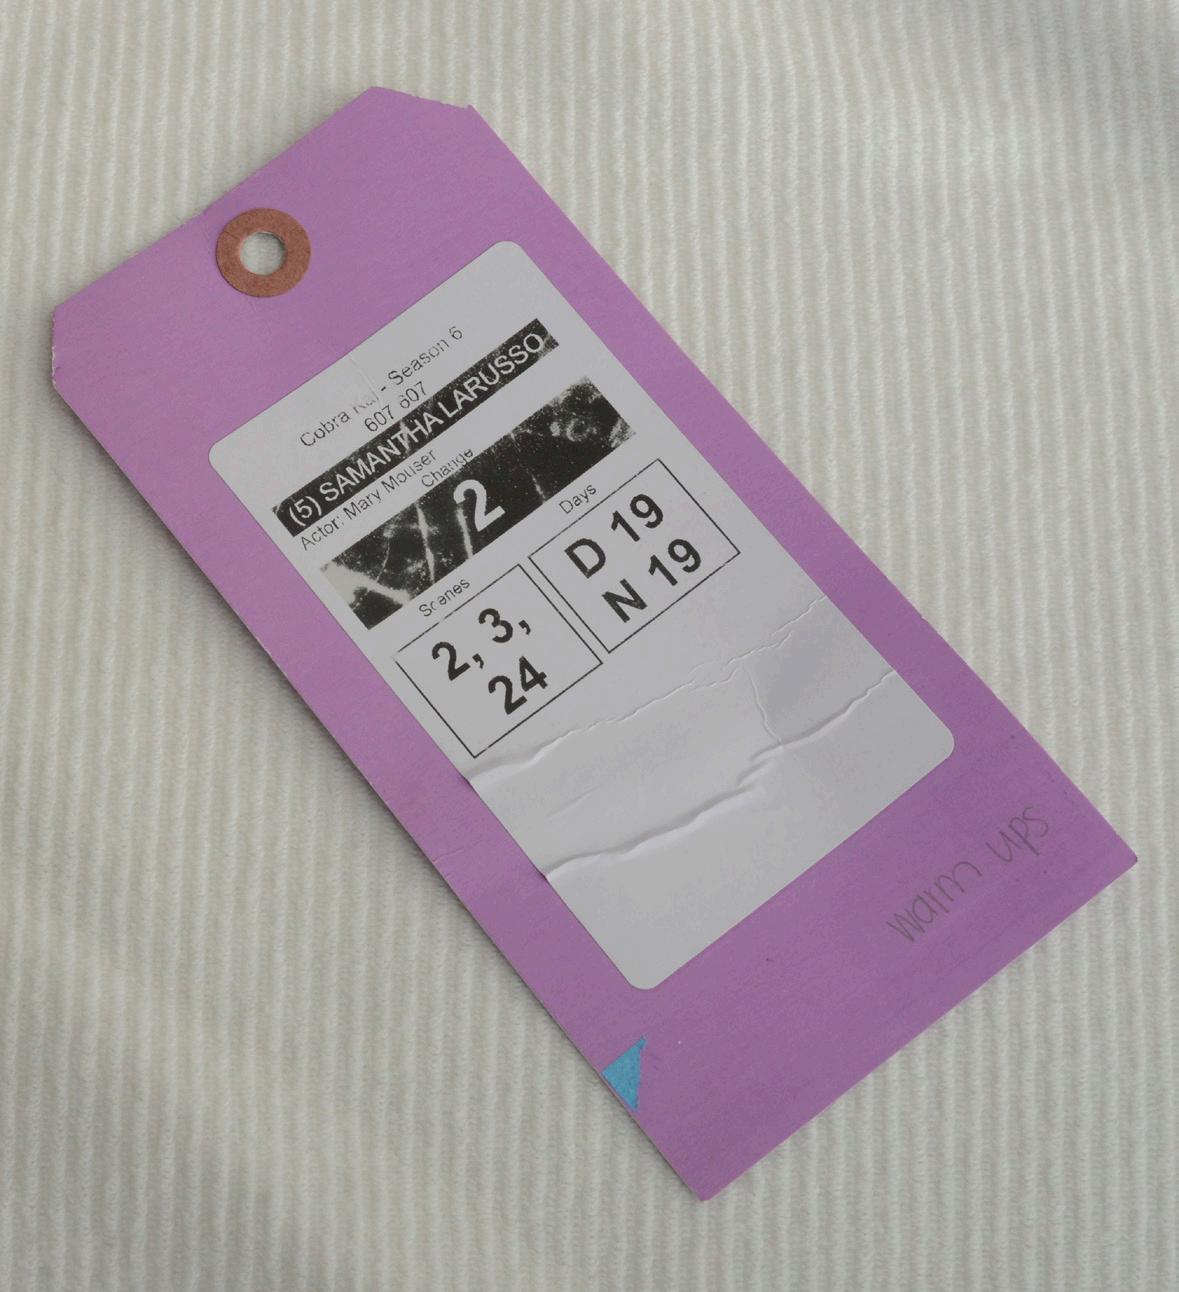 Cobra Kai - Season 6
607 607
(5) SAMANTHA LARUSSO
Actor: Mary Mouser
Change
2
Scenes
2, 3,
24
Days
D 19
N 19
warm ups